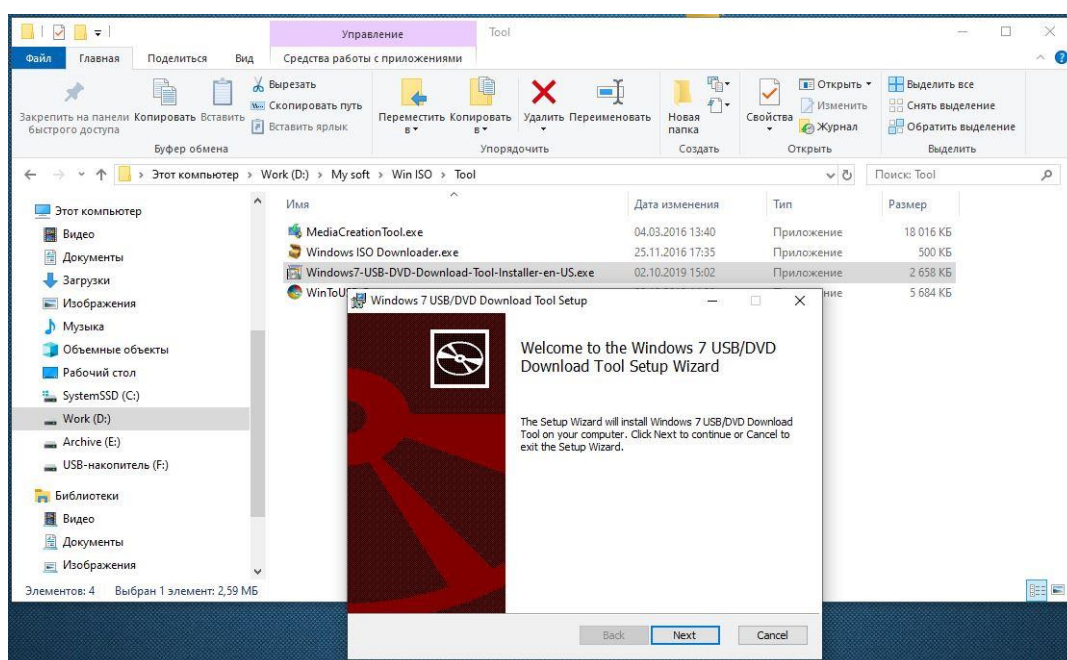 Управление
Tool
Файл Главная Поделиться Вид Средства работы с приложениями
Закрепить на панели быстрого доступа
Копировать
Вставить
Вырезать
Скопировать путь
Вставить ярлык
Переместить в
Копировать в
Удалить
Переименовать
Новая папка
Свойства
Открыть
Изменить
Журнал
Выделить все
Снять выделение
Обратить выделение
Буфер обмена
Упорядочить
Создать
Открыть
Выделить
Этот компьютер › Work (D:) › My soft › Win ISO › Tool
Поиск: Tool
Этот компьютер
Видео
Документы
Загрузки
Изображения
Музыка
Объемные объекты
Рабочий стол
SystemSSD (C:)
Work (D:)
Archive (E:)
USB-накопитель (F:)
Библиотеки
Видео
Документы
Изображения
Имя Дата изменения Тип Размер
MediaCreationTool.exe 04.03.2016 13:40 Приложение 18 016 КБ
Windows ISO Downloader.exe 25.11.2016 17:35 Приложение 500 КБ
Windows7-USB-DVD-Download-Tool-Installer-en-US.exe 02.10.2019 15:02 Приложение 2 658 КБ
5 684 КБ
Windows 7 USB/DVD Download Tool Setup
Welcome to the Windows 7 USB/DVD
Download Tool Setup Wizard
The Setup Wizard will install Windows 7 USB/DVD Download
Tool on your computer. Click Next to continue or Cancel to
exit the Setup Wizard.
Back Next Cancel
Элементов: 4 Выбран 1 элемент: 2,59 МБ